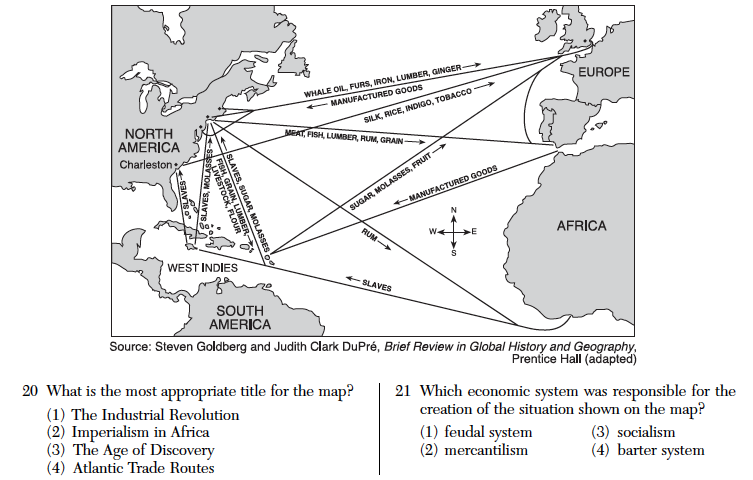 EUROPE
WHALE OIL, FURS, IRON, LUMBER, GINGER
MANUFACTURED GOODS
SILK, RICE, INDIGO, TOBACCO
NORTH
AMERICA
Charleston
MEAT, FISH, LUMBER, RUM, GRAIN
SLAVES
SLAVES, MOLASSES
FISH, GRAIN, LUMBER,
LIVESTOCK, FLOUR
SLAVES, SUGAR, MOLASSES
SUGAR, MOLASSES, FRUIT
MANUFACTURED GOODS
N
W E
S
RUM
AFRICA
WEST INDIES
SLAVES
SOUTH
AMERICA
Source: Steven Goldberg and Judith Clark DuPré, Brief Review in Global History and Geography,
Prentice Hall (adapted)
20 What is the most appropriate title for the map?
(1) The Industrial Revolution
(2) Imperialism in Africa
(3) The Age of Discovery
(4) Atlantic Trade Routes
21 Which economic system was responsible for the
creation of the situation shown on the map?
(1) feudal system
(2) mercantilism
(3) socialism
(4) barter system